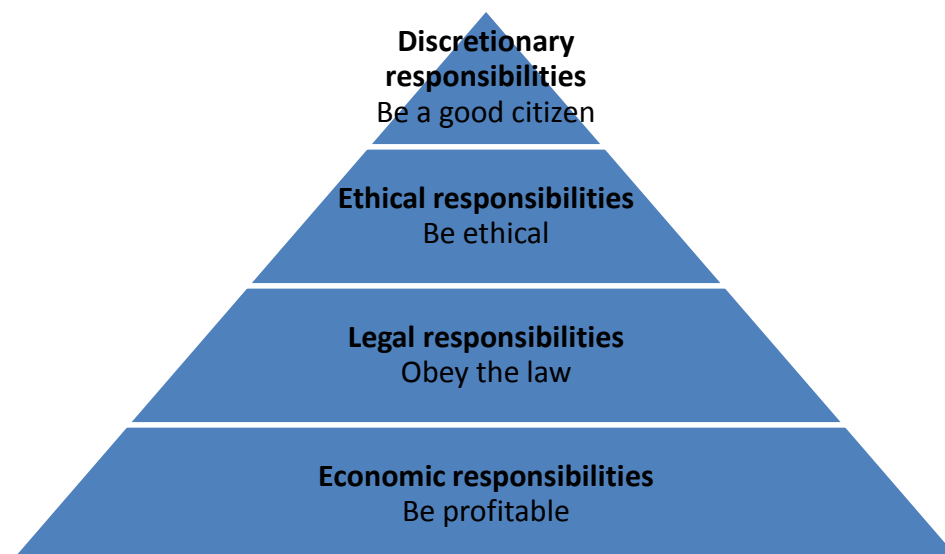 Discretionary
responsibilities
Be a good citizen
Ethical responsibilities
Be ethical
Legal responsibilities
Obey the law
Economic responsibilities
Be profitable